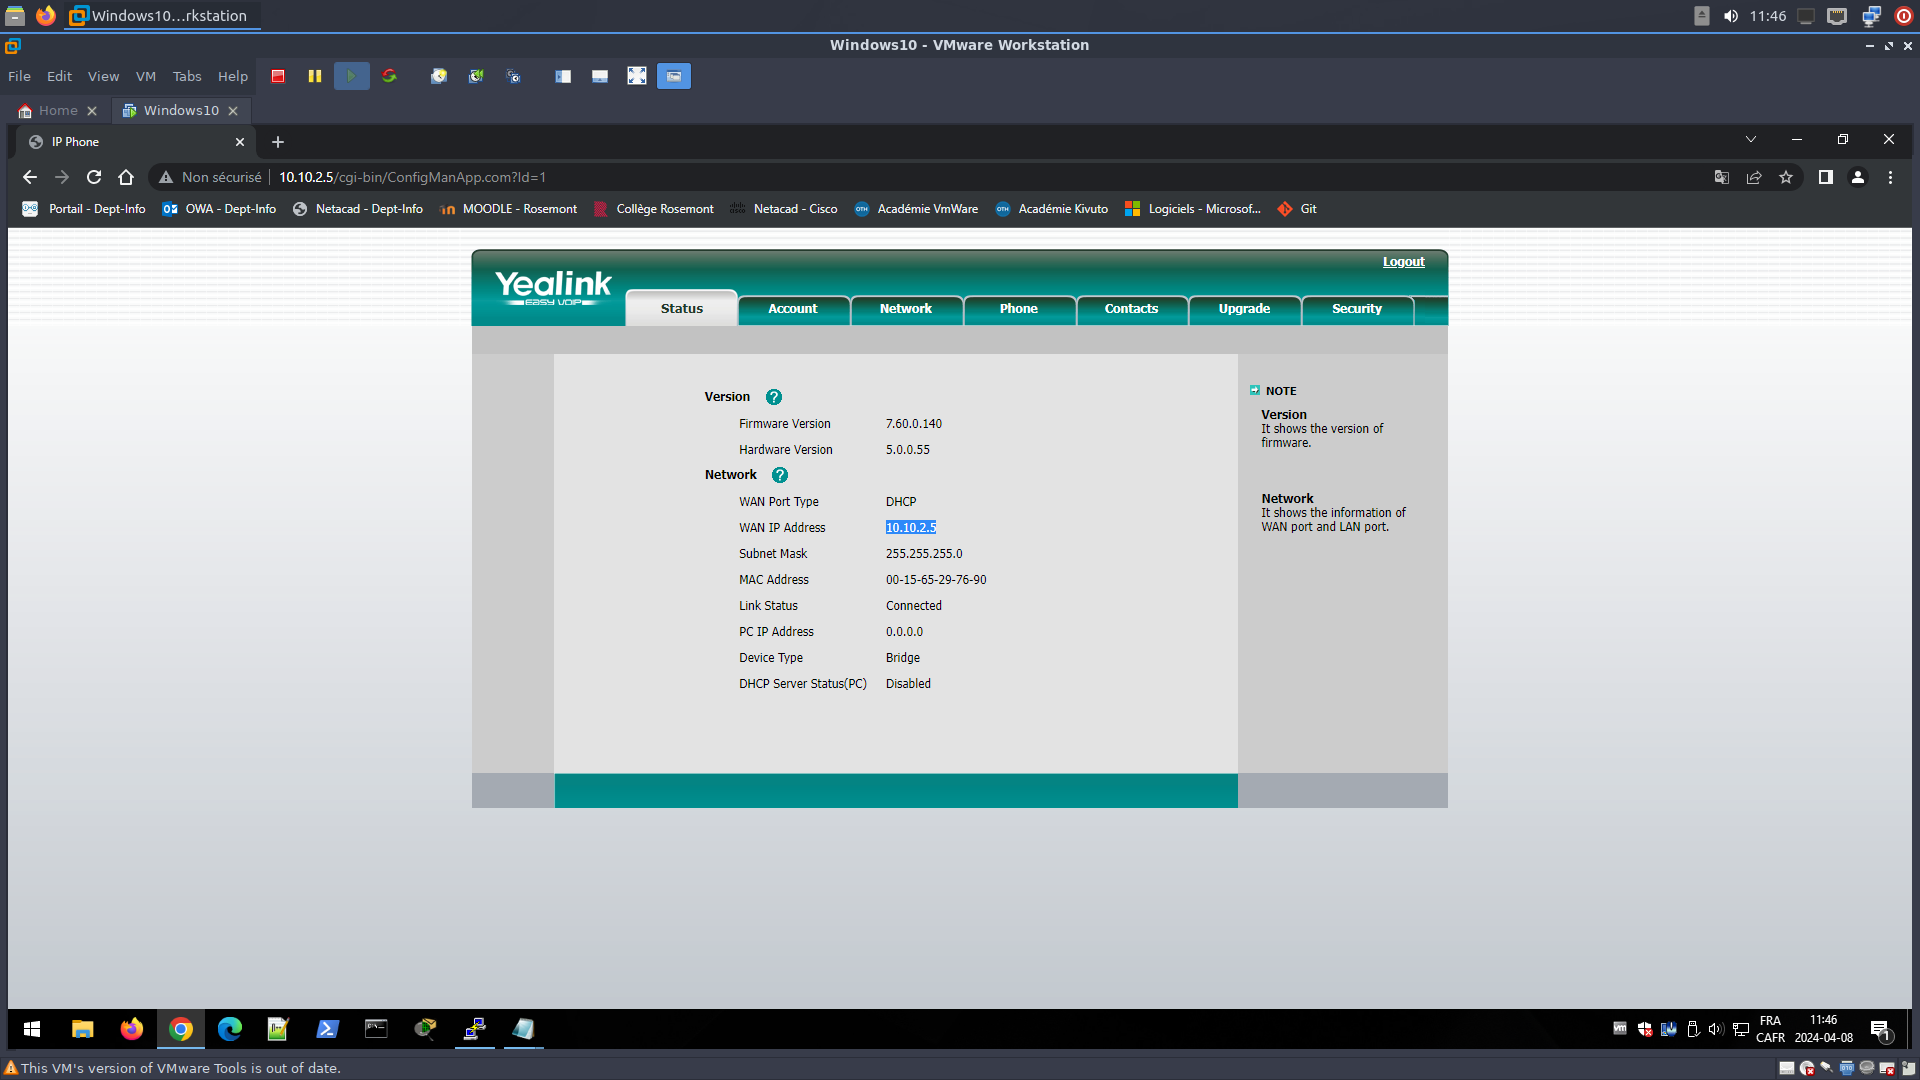 Windows10...rkstation
11:46
Windows10 - VMware Workstation
File Edit View VM Tabs Help
Home Windows10
IP Phone
Non sécurisé 10.10.2.5/cgi-bin/ConfigManApp.com?Id=1
Portail - Dept-Info OWA - Dept-Info Netacad - Dept-Info MOODLE - Rosemont Collège Rosemont Netacad - Cisco Académie VmWare Académie Kivuto Logiciels - Microsof... Git
Logout
Yealink
EASY VOIP
Status Account Network Phone Contacts Upgrade Security
Version ?
Firmware Version 7.60.0.140
Hardware Version 5.0.0.55
Network ?
WAN Port Type DHCP
WAN IP Address 10.10.2.5
Subnet Mask 255.255.255.0
MAC Address 00-15-65-29-76-90
Link Status Connected
PC IP Address 0.0.0.0
Device Type Bridge
DHCP Server Status(PC) Disabled
NOTE
Version
It shows the version of
firmware.
Network
It shows the information of
WAN port and LAN port.
FRA
CAFR
11:46
2024-04-08
1
This VM's version of VMware Tools is out of date.